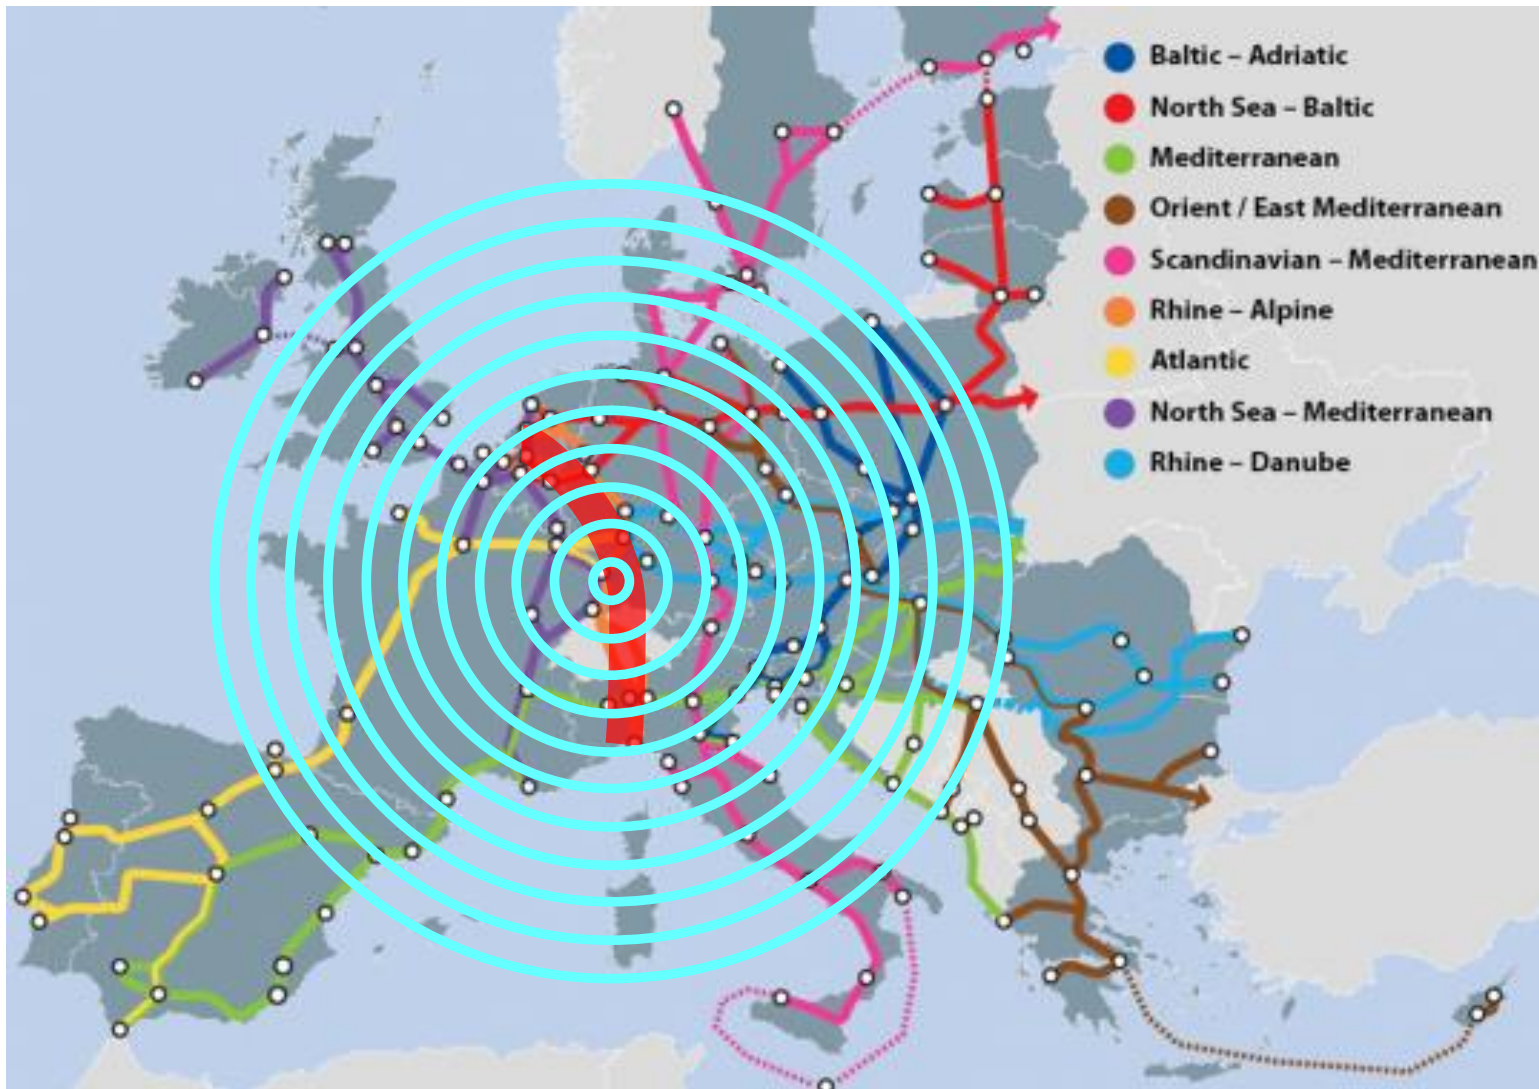 Baltic – Adriatic
North Sea – Baltic
Mediterranean
Orient / East Mediterranean
Scandinavian – Mediterranean
Rhine – Alpine
Atlantic
North Sea – Mediterranean
Rhine – Danube